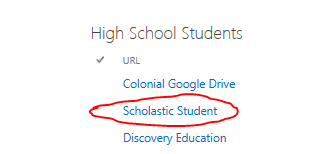 High School Students
URL
Colonial Google Drive
Scholastic Student
Discovery Education